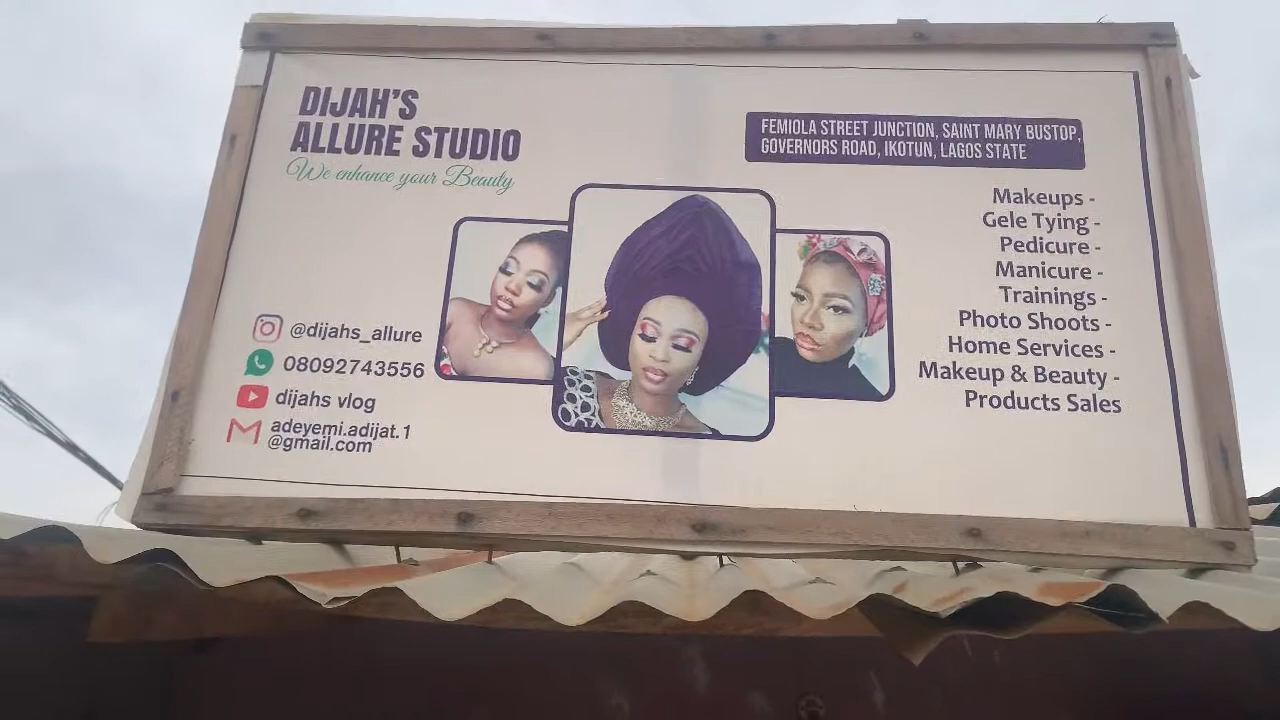 DIJAH'S
ALLURE STUDIO
We enhance your Beauty
FEMIOLA STREET JUNCTION, SAINT MARY BUSTOP,
GOVERNORS ROAD, IKOTUN, LAGOS STATE
Makeups -
Gele Tying -
Pedicure -
Manicure -
Trainings -
Photo Shoots -
Home Services -
Makeup & Beauty -
Products Sales
@dijahs_allure
08092743556
dijahs vlog
adeyemi.adijat.1
@gmail.com